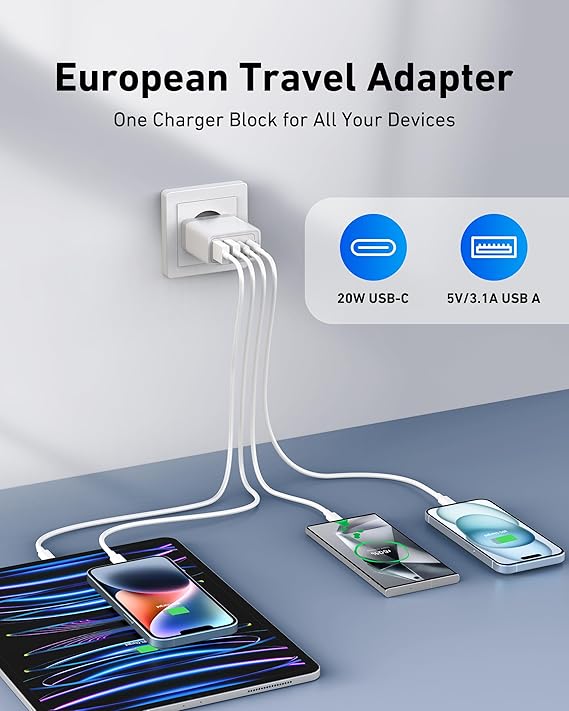 European Travel Adapter
One Charger Block for All Your Devices
20W USB-C
5V/3.1A USB A